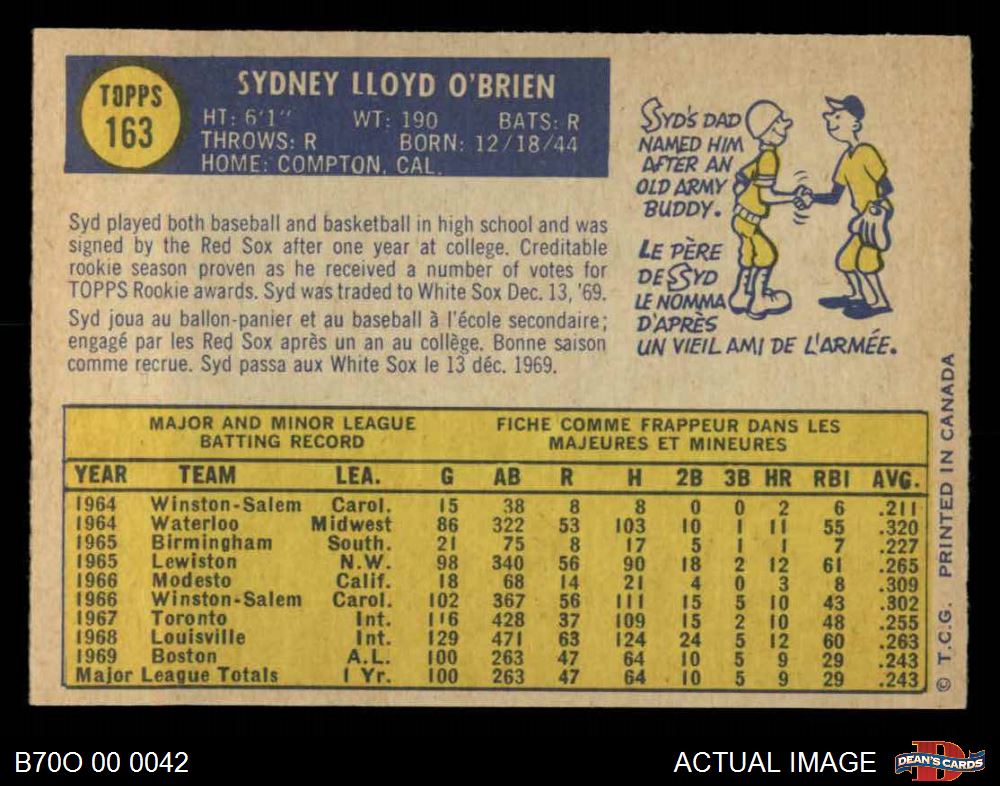 TOPPS
163
SYDNEY LLOYD O'BRIEN
HT: 6'1" WT: 190 BATS: R
THROWS: R BORN: 12/18/44
HOME: COMPTON, CAL.
SYD'S DAD
NAMED HIM
AFTER AN
OLD ARMY
BUDDY.
LE PÈRE
DE SYD
LE NOMMA
D'APRÈS
UN VIEIL AMI DE L'ARMÉE.
Syd played both baseball and basketball in high school and was
signed by the Red Sox after one year at college. Creditable
rookie season proven as he received a number of votes for
TOPPS Rookie awards. Syd was traded to White Sox Dec. 13, '69.
Syd joua au ballon-panier et au baseball à l'école secondaire;
engagé par les Red Sox après un an au collège. Bonne saison
comme recrue. Syd passa aux White Sox le 13 déc. 1969.
MAJOR AND MINOR LEAGUE
BATTING RECORD
FICHE COMME FRAPPEUR DANS LES
MAJEURES ET MINEURES
YEAR TEAM LEA. G AB R H 2B 3B HR RBI AVG.
1964 Winston-Salem Carol. 15 38 8 8 0 0 2 6 .211
1964 Waterloo Midwest 86 322 53 103 10 1 11 55 .320
1965 Birmingham South. 21 75 8 17 5 1 1 7 .227
1965 Lewiston N.W. 98 340 56 90 18 2 12 61 .265
1966 Modesto Calif. 18 68 14 21 4 0 3 8 .309
1966 Winston-Salem Carol. 102 367 56 111 15 5 10 43 .302
1967 Toronto Int. 116 428 37 109 15 2 10 48 .255
1968 Louisville Int. 129 471 63 124 24 5 12 60 .263
1969 Boston A.L. 100 263 47 64 10 5 9 29 .243
Major League Totals 1 Yr. 100 263 47 64 10 5 9 29 .243
© T.C.G. PRINTED IN CANADA
B70O 00 0042
ACTUAL IMAGE
D
DEAN'S CARDS